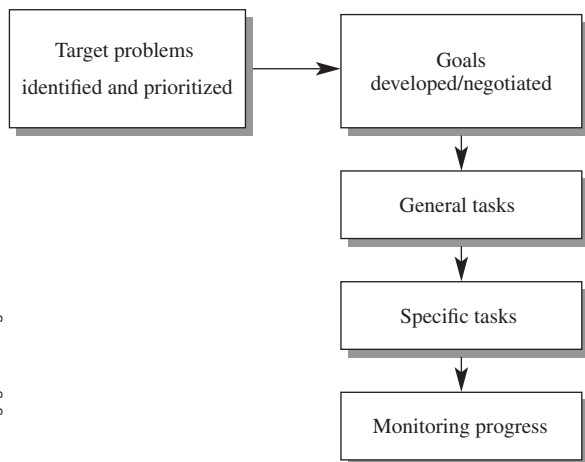 Target problems
identified and prioritized
Goals
developed/negotiated
General tasks
Specific tasks
Monitoring progress